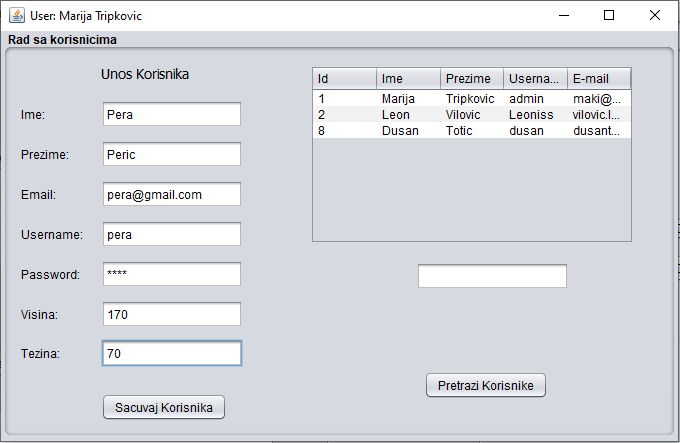 User: Marija Tripkovic
Rad sa korisnicima
Unos Korisnika
Ime: Pera
Prezime: Peric
Email: pera@gmail.com
Username: pera
Password: ****
Visina: 170
Tezina: 70
Sacuvaj Korisnika
Id Ime Prezime Userna... E-mail
1 Marija Tripkovic admin maki@...
2 Leon Vilovic Leoniss vilovic.l...
8 Dusan Totic dusan dusant...
Pretrazi Korisnike